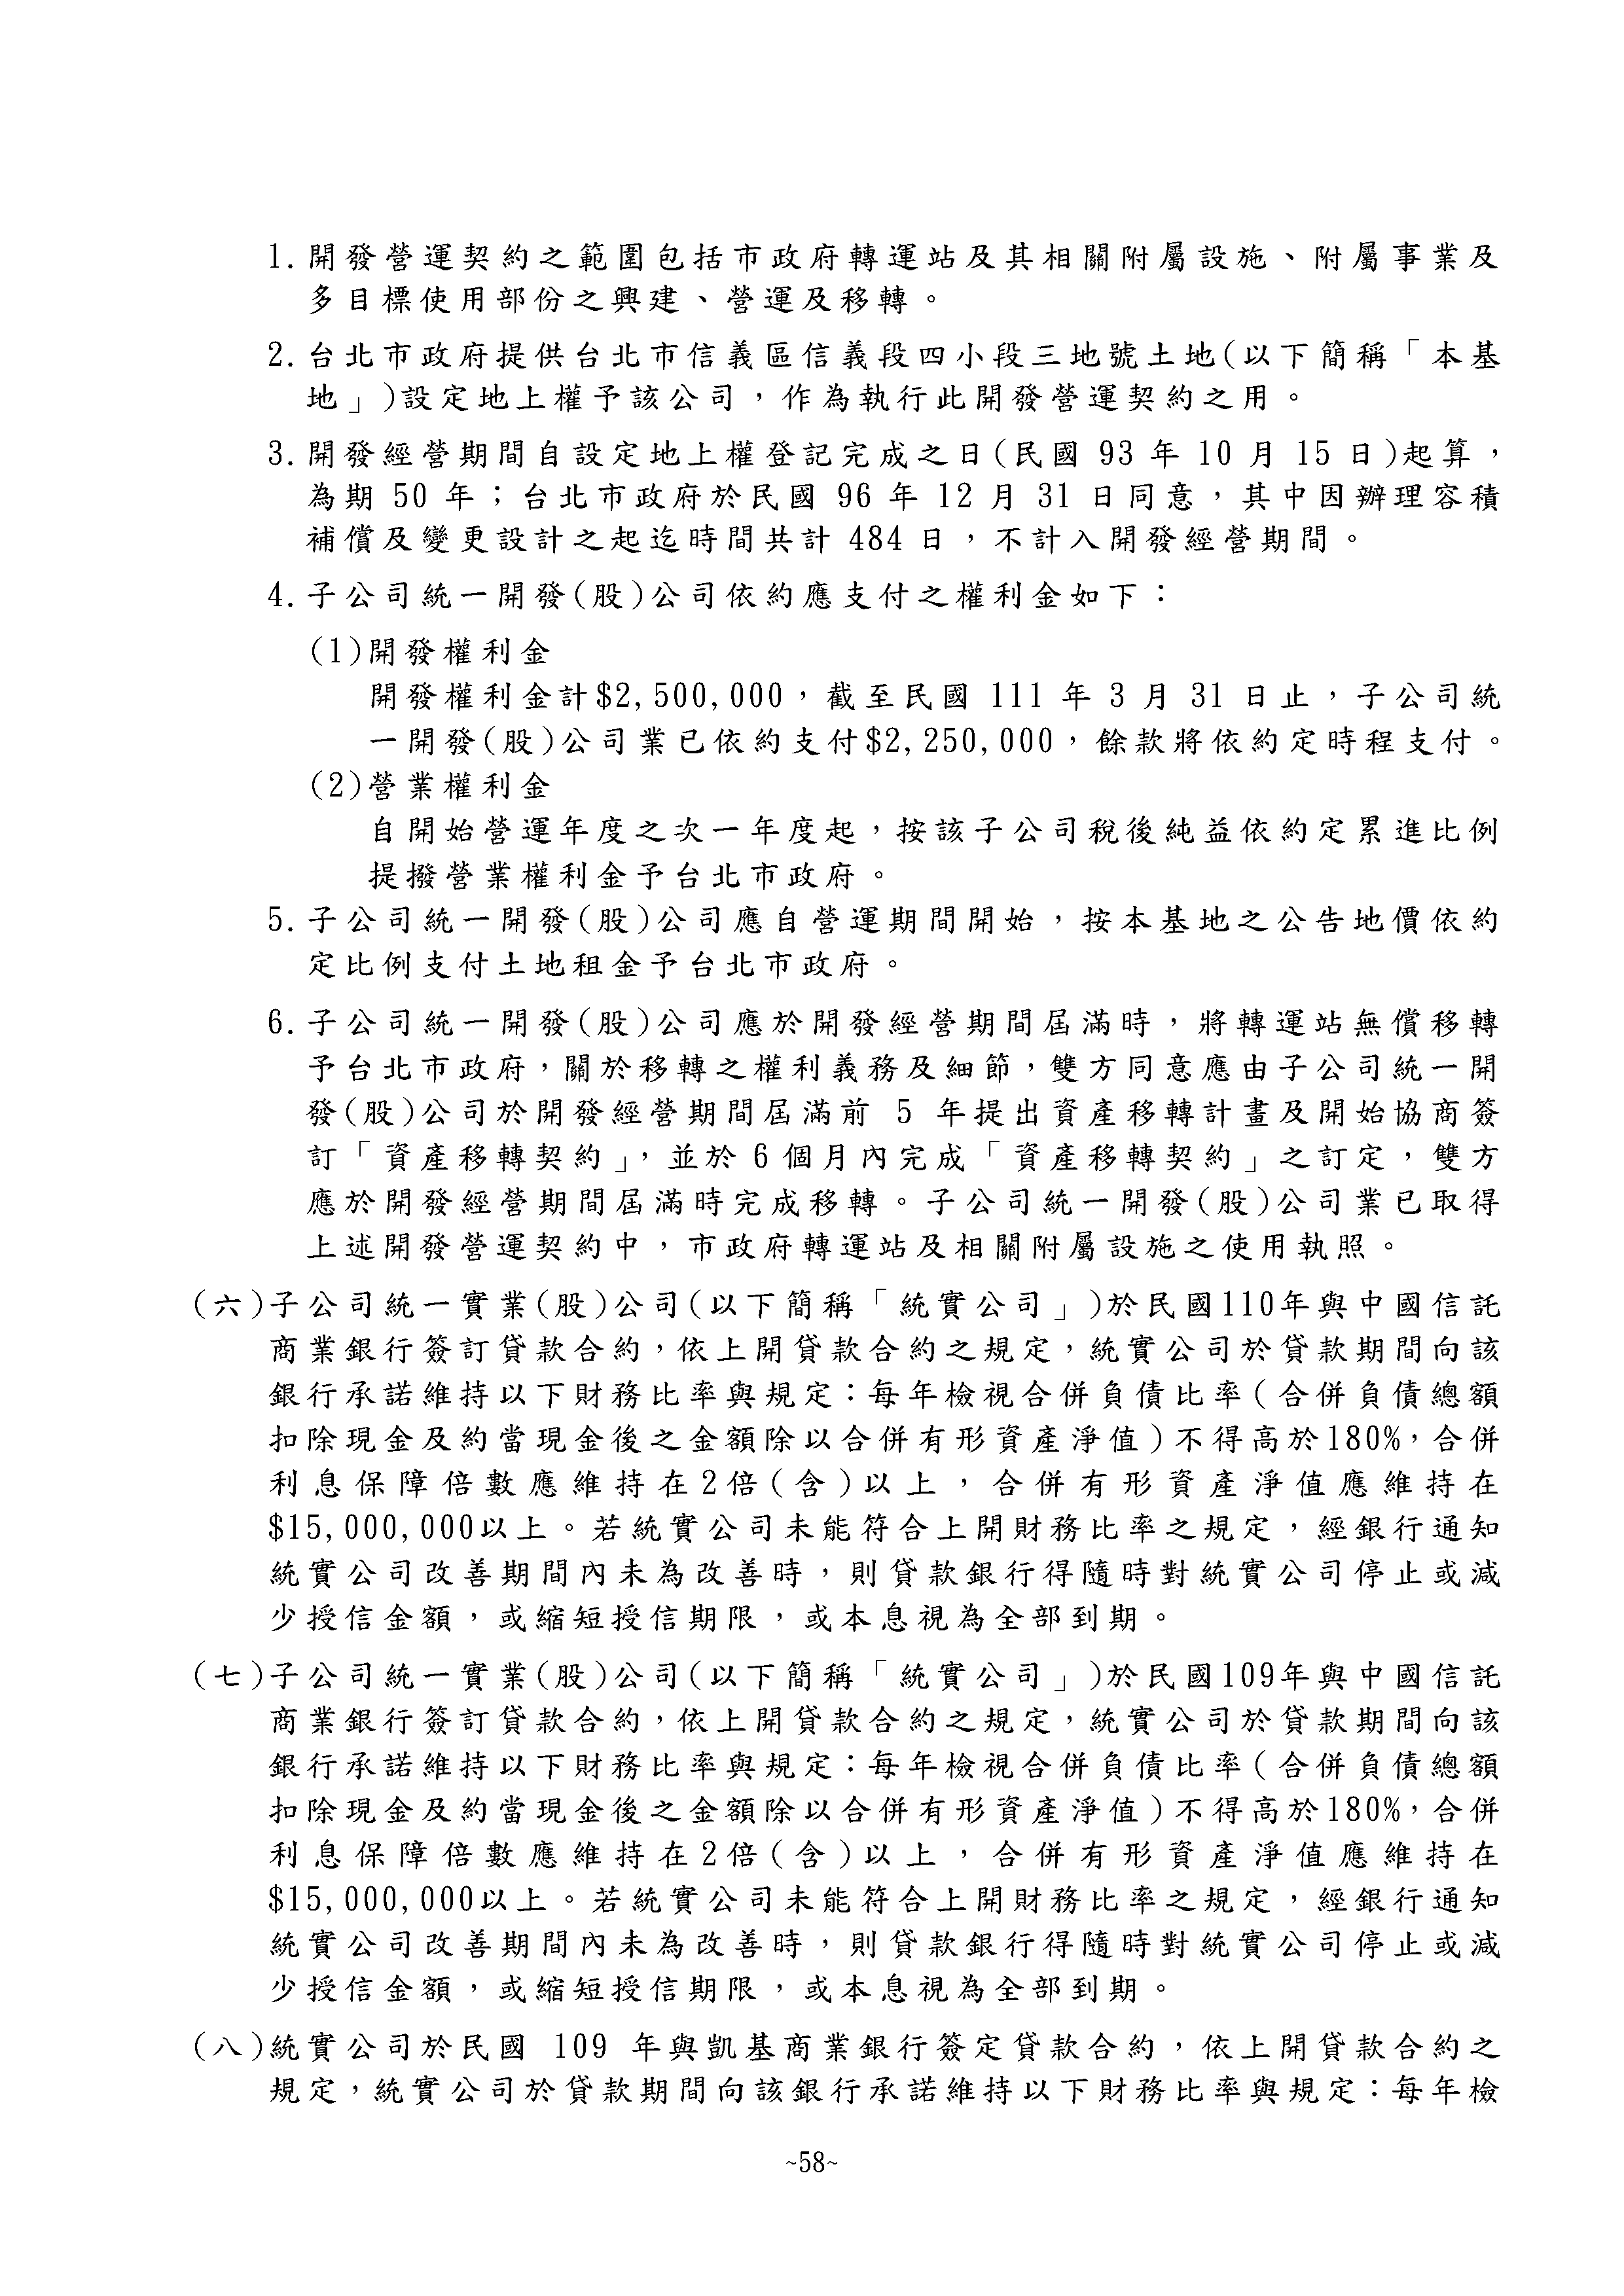 1.開發營運契約之範圍包括市政府轉運站及其相關附屬設施、附屬事業及
多目標使用部份之興建、營運及移轉。
2.台北市政府提供台北市信義區信義段四小段三地號土地(以下簡稱「本基
地」)設定地上權予該公司，作為執行此開發營運契約之用。
3.開發經營期間自設定地上權登記完成之日(民國 93 年 10 月 15 日)起算，
為期 50 年；台北市政府於民國 96 年 12 月 31 日同意，其中因辦理容積
補償及變更設計之起迄時間共計 484 日，不計入開發經營期間。
4.子公司統一開發(股)公司依約應支付之權利金如下：
(1)開發權利金
開發權利金計$2,500,000，截至民國 111 年 3 月 31 日止，子公司統
一開發(股)公司業已依約支付$2,250,000，餘款將依約定時程支付。
(2)營業權利金
自開始營運年度之次一年度起，按該子公司稅後純益依約定累進比例
提撥營業權利金予台北市政府。
5.子公司統一開發(股)公司應自營運期間開始，按本基地之公告地價依約
定比例支付土地租金予台北市政府。
6.子公司統一開發(股)公司應於開發經營期間屆滿時，將轉運站無償移轉
予台北市政府，關於移轉之權利義務及細節，雙方同意應由子公司統一開
發(股)公司於開發經營期間屆滿前 5 年提出資產移轉計畫及開始協商簽
訂「資產移轉契約」，並於 6 個月內完成「資產移轉契約」之訂定，雙方
應於開發經營期間屆滿時完成移轉。子公司統一開發(股)公司業已取得
上述開發營運契約中，市政府轉運站及相關附屬設施之使用執照。
(六)子公司統一實業(股)公司(以下簡稱「統實公司」)於民國110年與中國信託
商業銀行簽訂貸款合約，依上開貸款合約之規定，統實公司於貸款期間向該
銀行承諾維持以下財務比率與規定：每年檢視合併負債比率(合併負債總額
扣除現金及約當現金後之金額除以合併有形資產淨值)不得高於180%，合併
利息保障倍數應維持在2倍(含)以上，合併有形資產淨值應維持在
$15,000,000以上。若統實公司未能符合上開財務比率之規定，經銀行通知
統實公司改善期間內未為改善時，則貸款銀行得隨時對統實公司停止或減
少授信金額，或縮短授信期限，或本息視為全部到期。
(七)子公司統一實業(股)公司(以下簡稱「統實公司」)於民國109年與中國信託
商業銀行簽訂貸款合約，依上開貸款合約之規定，統實公司於貸款期間向該
銀行承諾維持以下財務比率與規定：每年檢視合併負債比率(合併負債總額
扣除現金及約當現金後之金額除以合併有形資產淨值)不得高於180%，合併
利息保障倍數應維持在2倍(含)以上，合併有形資產淨值應維持在
$15,000,000以上。若統實公司未能符合上開財務比率之規定，經銀行通知
統實公司改善期間內未為改善時，則貸款銀行得隨時對統實公司停止或減
少授信金額，或縮短授信期限，或本息視為全部到期。
(八)統實公司於民國 109 年與凱基商業銀行簽定貸款合約，依上開貸款合約之
規定，統實公司於貸款期間向該銀行承諾維持以下財務比率與規定：每年檢
~58~